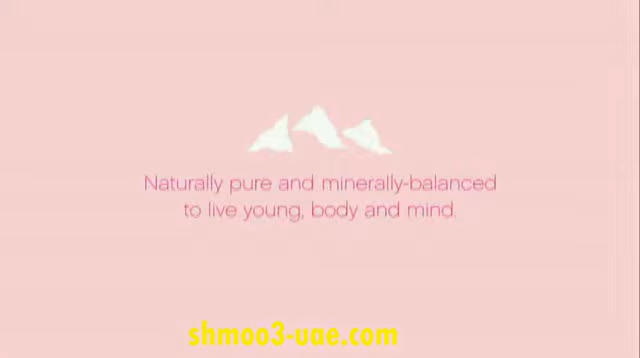 Naturally pure and minerally-balanced
to live young, body and mind.
shmoo3-uae.com